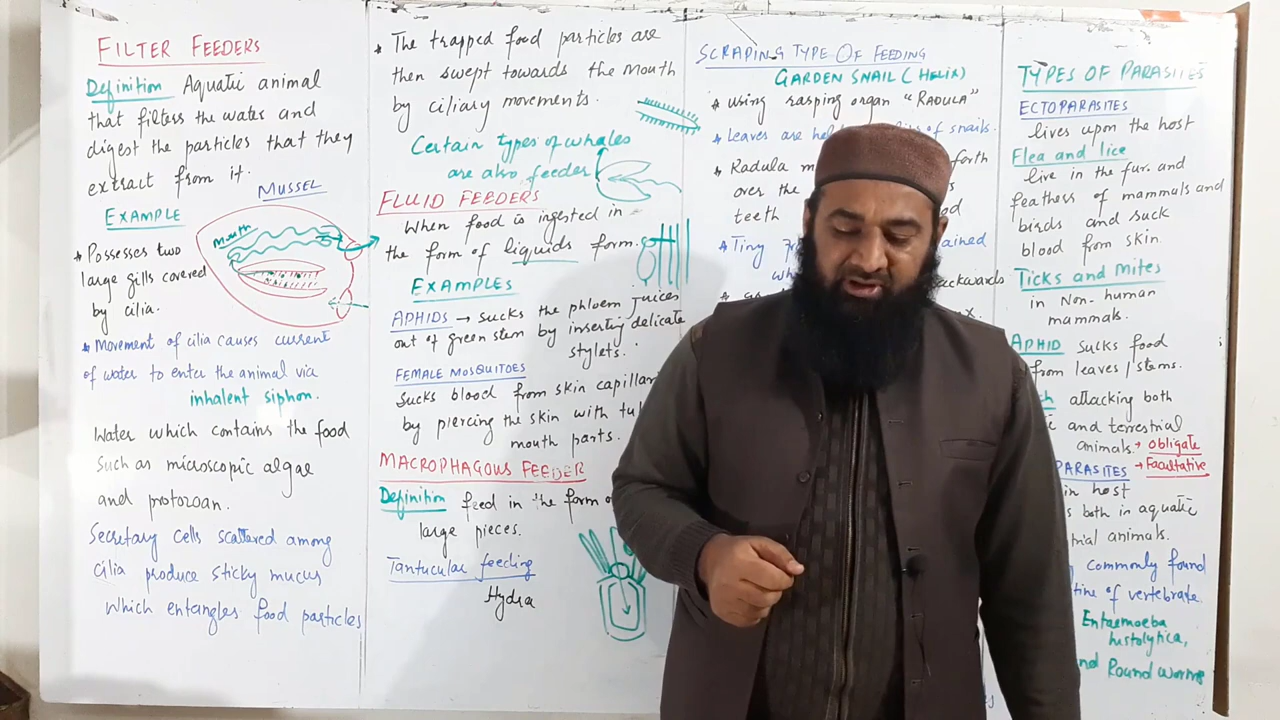 FILTER FEEDERS
Definition Aquatic animal
that filters the water and
digest the particles that they
extract from it.
MUSSEL
EXAMPLE
Mouth
* Possesses two
large gills covered
by cilia.
* Movement of cilia causes current
of water to enter the animal via
inhalent siphon.
Water which contains the food
Such as microscopic algae
and protozoan.
Secretary cells scattered among
cilia produce sticky mucus
which entangles food particles
* The trapped food particles are
then swept towards the mouth
by ciliary movements.
Certain types of whales
are also feeder
FLUID FEEDERS
When food is ingested in
the form of liquids form.
EXAMPLES
APHIDS → sucks the phloem juices
out of green stem by inserting delicate
stylets.
FEMALE MOSQUITOES
Sucks blood from skin
by piercing the skin with
mouth parts.
MACROPHAGOUS FEEDER
Definition feed in the form
large pieces.
Tantucular feeding
Hydra
SCRAPING TYPE OF FEEDING
GARDEN SNAIL (HELIX)
* using rasping organ "RADULA"
* Leaves are of snails.
* Radula forth
over the
teeth
* Tiny
TYPES OF PARASITES
ECTOPARASITES
lives upon the host
Flea and lice
live in the fur and
feathers of mammals and
birds and suck
blood from skin
Ticks and Mites
in Non-human
mammals.
APHID sucks food
from leaves / stems.
attacking both
and terrestrial
animals. → obligate
PARASITES → Facultative
in host
both in aquatic
animals.
commonly found
of vertebrate.
Entaemoeba
histolytica,
and Round worms